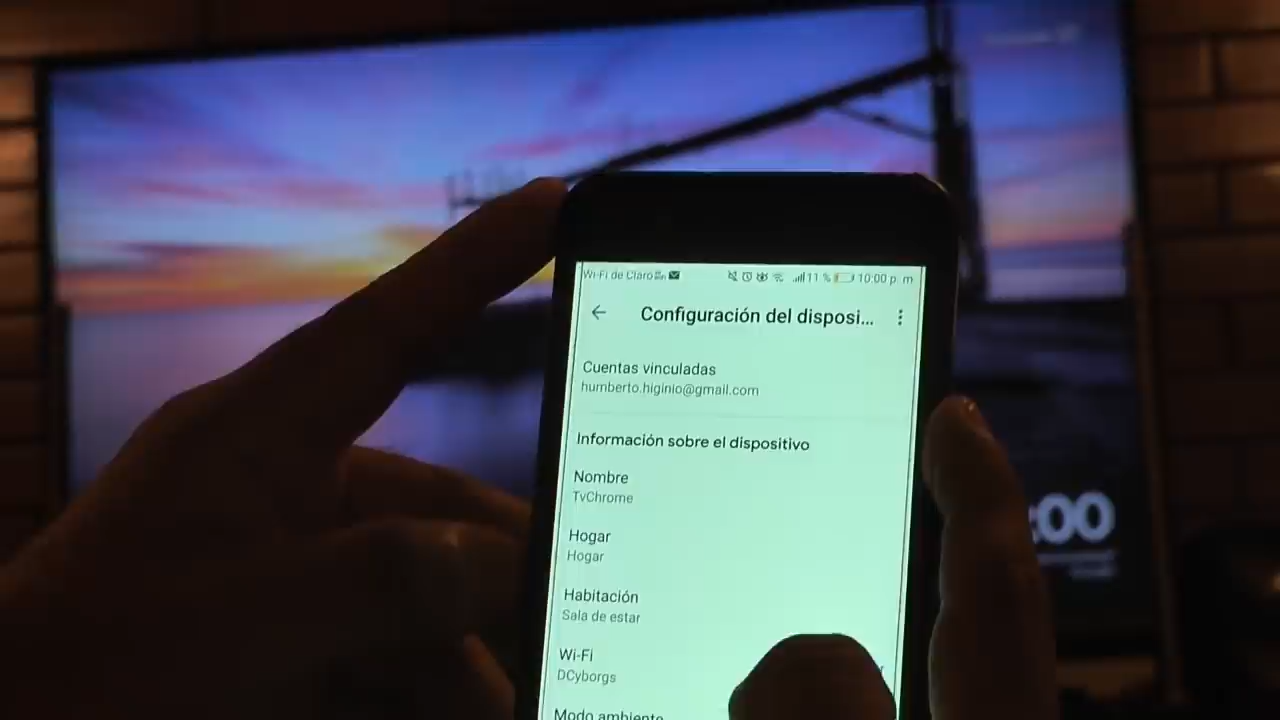 Wi-Fi de Claro
11 % 10:00 p. m
Configuración del disposi...
Cuentas vinculadas
humberto.higinio@gmail.com
Información sobre el dispositivo
Nombre
TvChrome
Hogar
Hogar
Habitación
Sala de estar
Wi-Fi
DCyborgs
Modo ambiente
:00